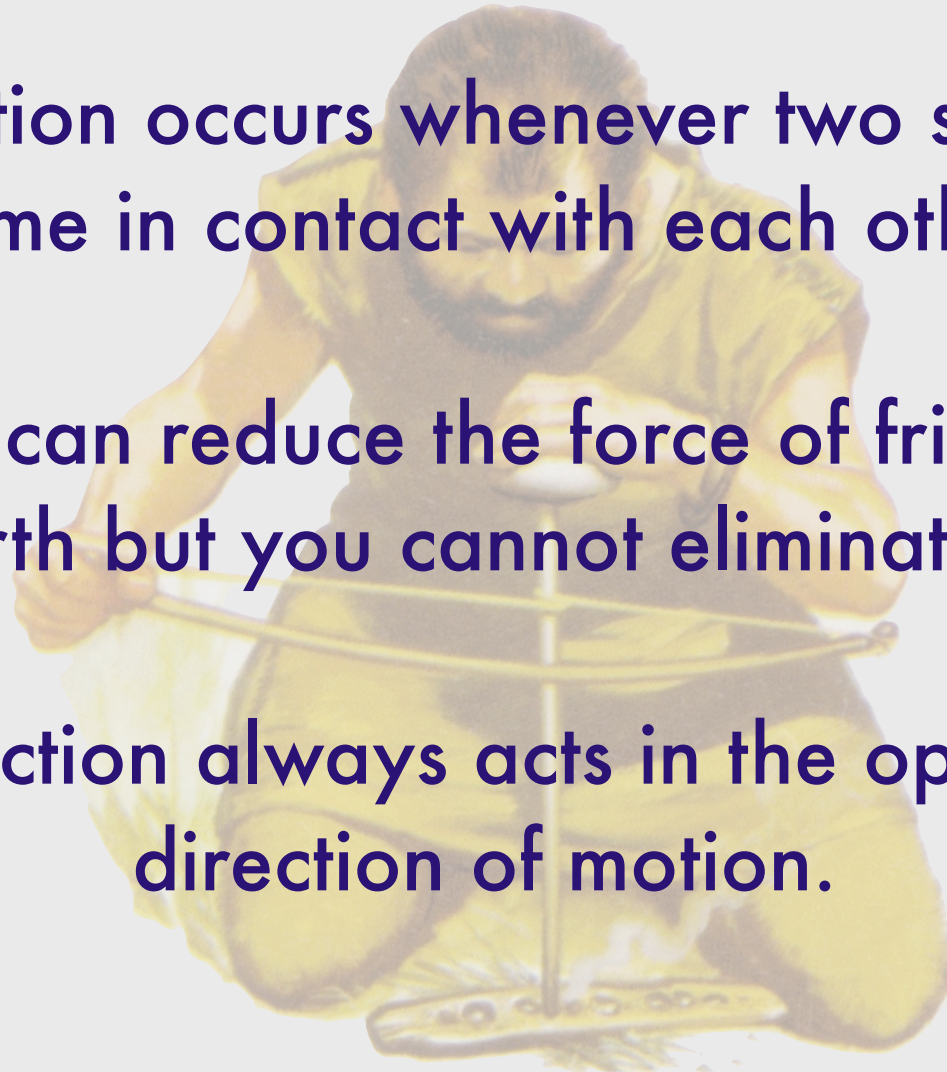 tion occurs whenever two s
me in contact with each oth
can reduce the force of fri
rth but you cannot eliminat
ction always acts in the op
direction of motion.